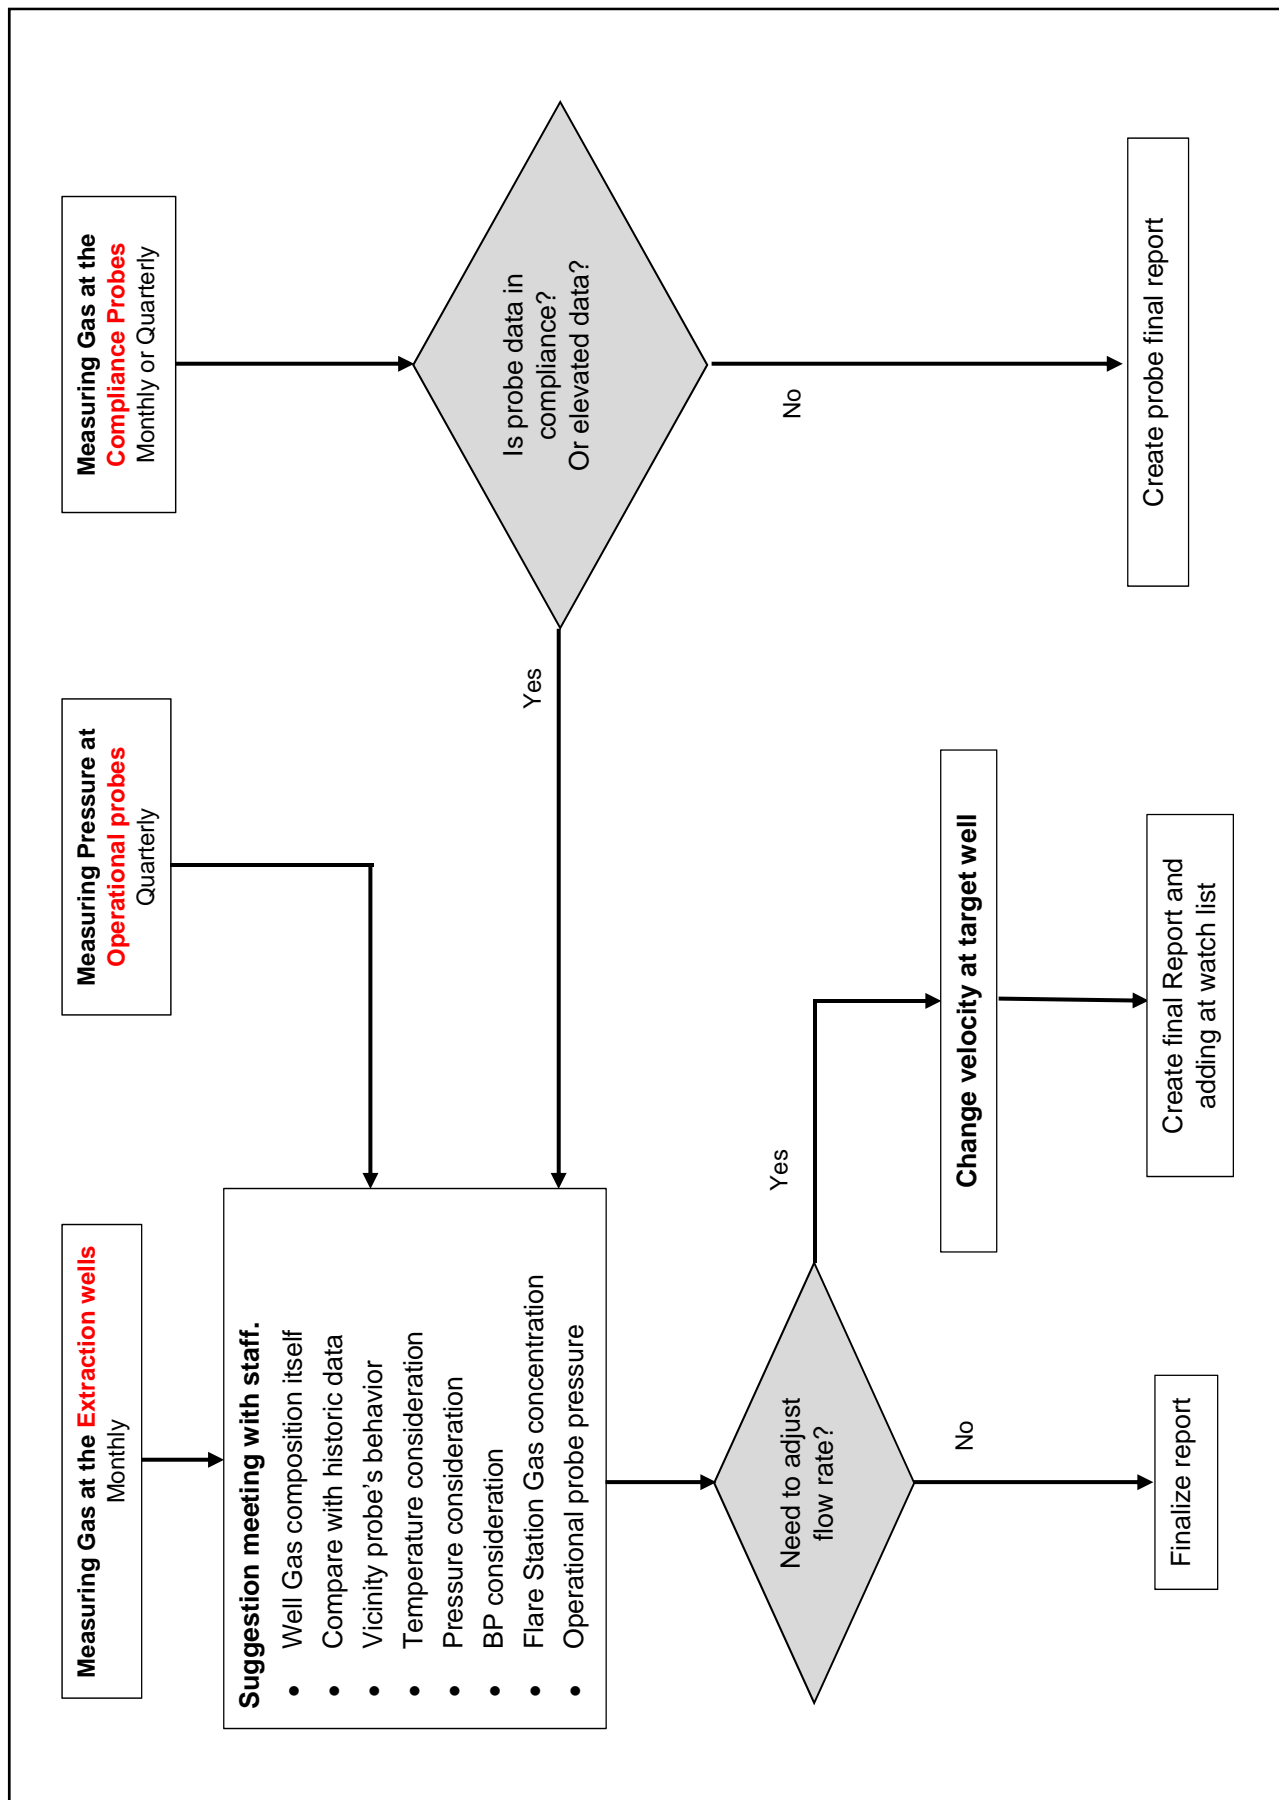 Measuring Gas at the Extraction wells
Monthly
Measuring Pressure at
Operational probes
Quarterly
Measuring Gas at the
Compliance Probes
Monthly or Quarterly
Suggestion meeting with staff.
• Well Gas composition itself
• Compare with historic data
• Vicinity probe's behavior
• Temperature consideration
• Pressure consideration
• BP consideration
• Flare Station Gas concentration
• Operational probe pressure
Yes
Is probe data in
compliance?
Or elevated data?
No
Need to adjust
flow rate?
Yes
No
Change velocity at target well
Finalize report
Create final Report and
adding at watch list
Create probe final report